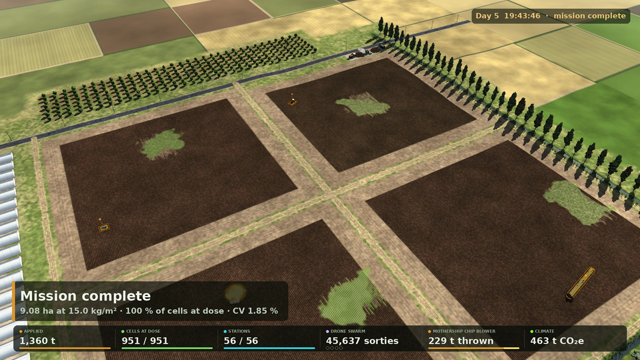 Day 5 19:43:46 · mission complete
Mission complete
9.08 ha at 15.0 kg/m² · 100 % of cells at dose · CV 1.85 %
APPLIED
1,360 t
CELLS AT DOSE
951 / 951
STATIONS
56 / 56
DRONE SWARM
45,637 sorties
MOTHERSHIP CHIP BLOWER
229 t thrown
CLIMATE
463 t CO₂e